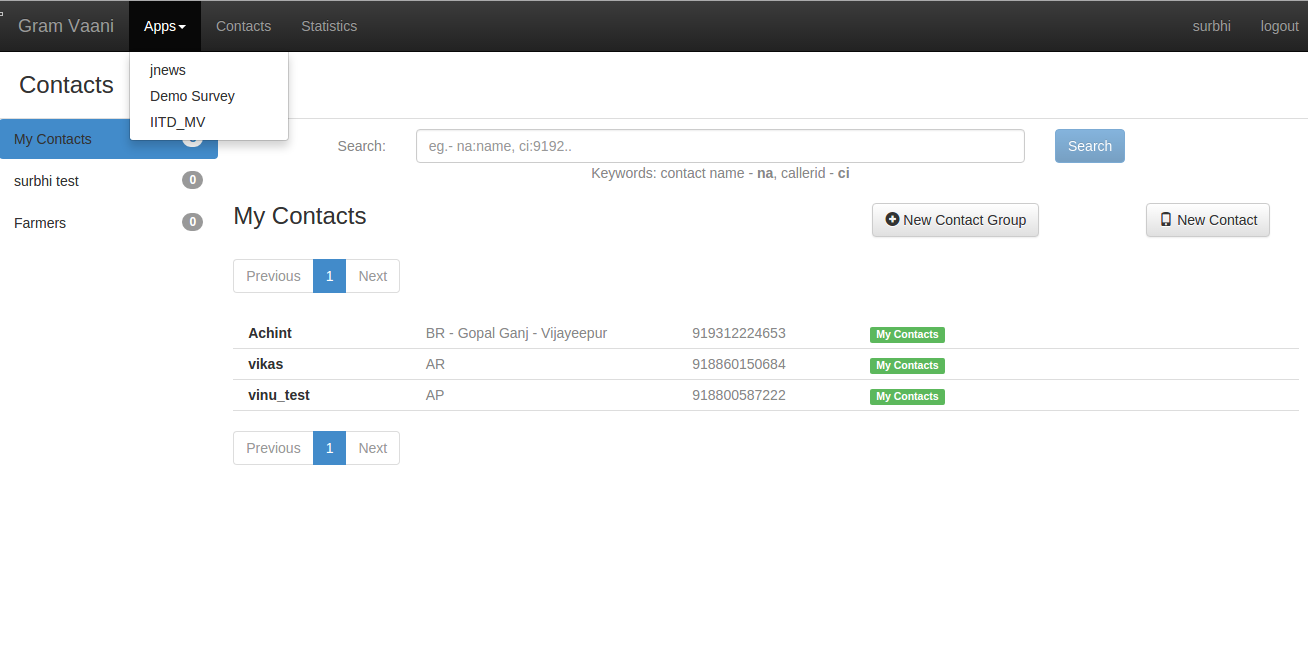 Gram Vaani Apps Contacts Statistics surbhi logout
jnews
Demo Survey
IITD_MV
Contacts
My Contacts
surbhi test 0
Farmers 0
Search: eg.- na:name, ci:9192.. Search
Keywords: contact name - na, callerid - ci
My Contacts New Contact Group New Contact
Previous 1 Next
Achint BR - Gopal Ganj - Vijayeepur 919312224653 My Contacts
vikas AR 918860150684 My Contacts
vinu_test AP 918800587222 My Contacts
Previous 1 Next